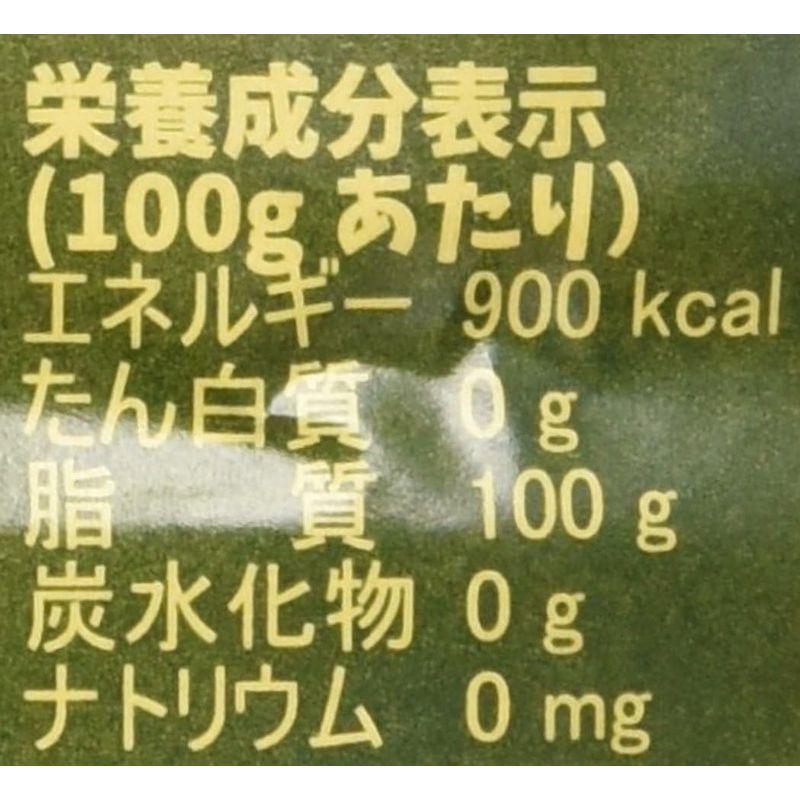 栄養成分表示
(100g あたり)
エネルギー 900 kcal
たん白質 0 g
脂質 100 g
炭水化物 0 g
ナトリウム 0 mg